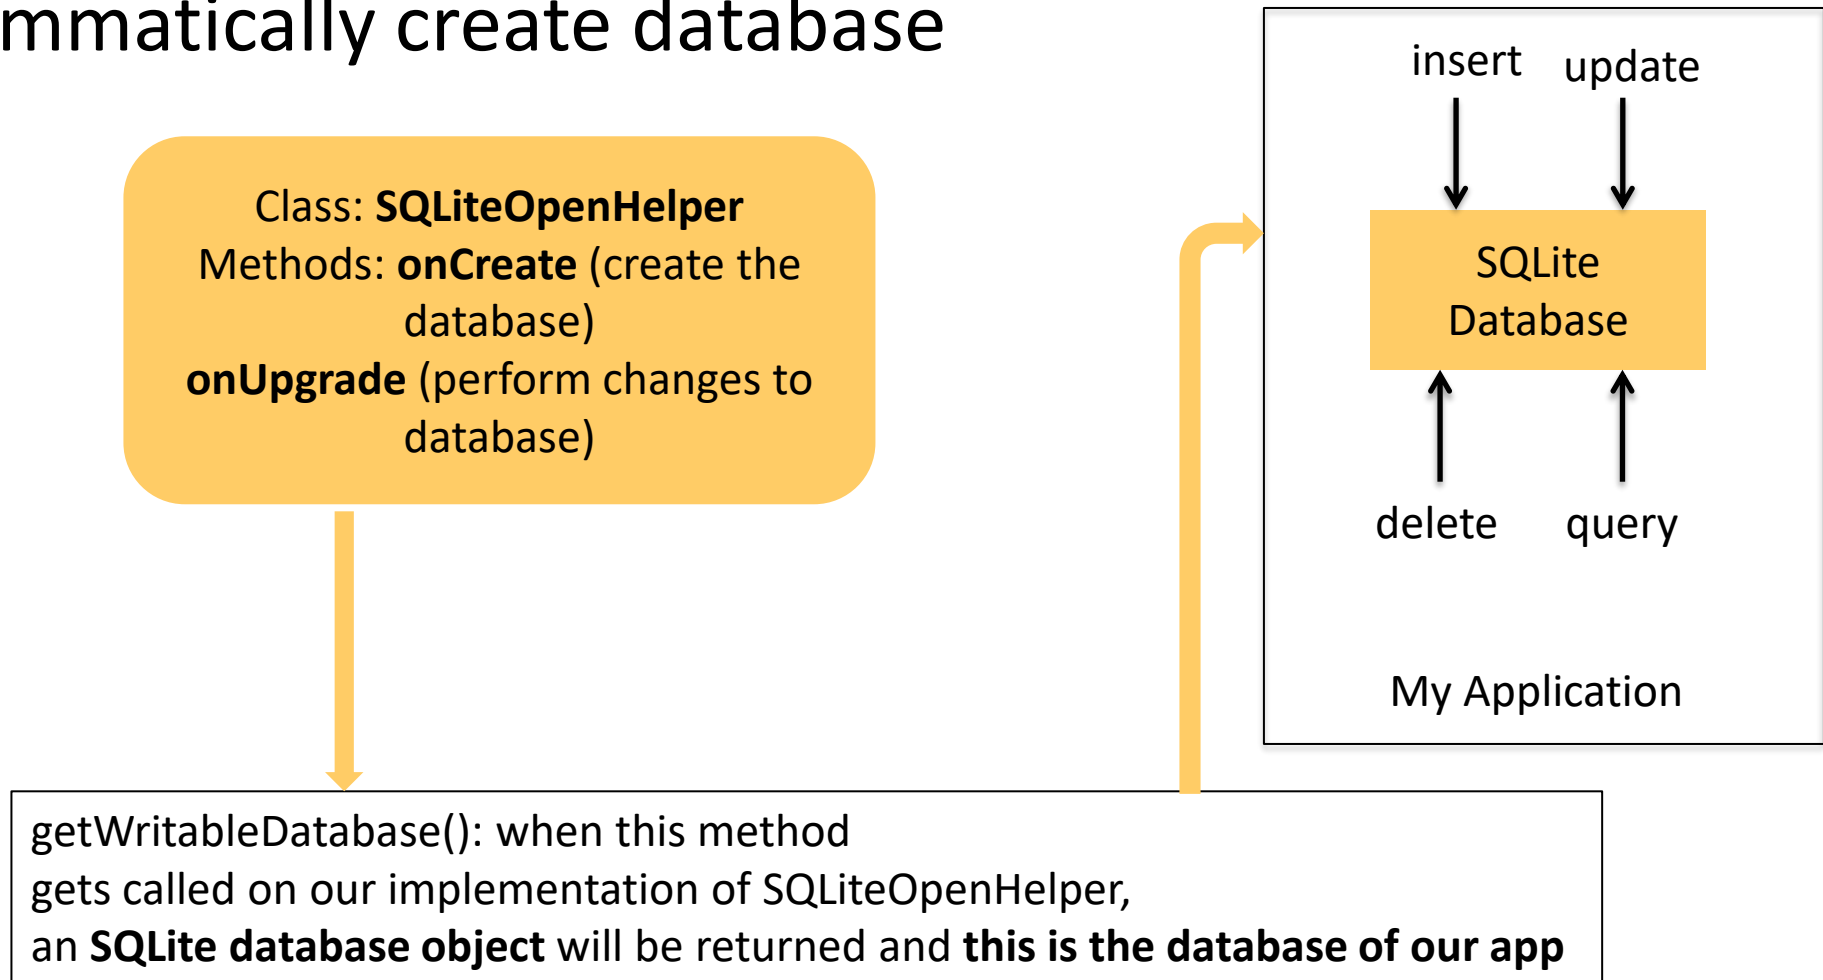 mmatically create database
Class: SQLiteOpenHelper
Methods: onCreate (create the
database)
onUpgrade (perform changes to
database)
insert
update
SQLite
Database
delete
query
My Application
getWritableDatabase(): when this method
gets called on our implementation of SQLiteOpenHelper,
an SQLite database object will be returned and this is the database of our app